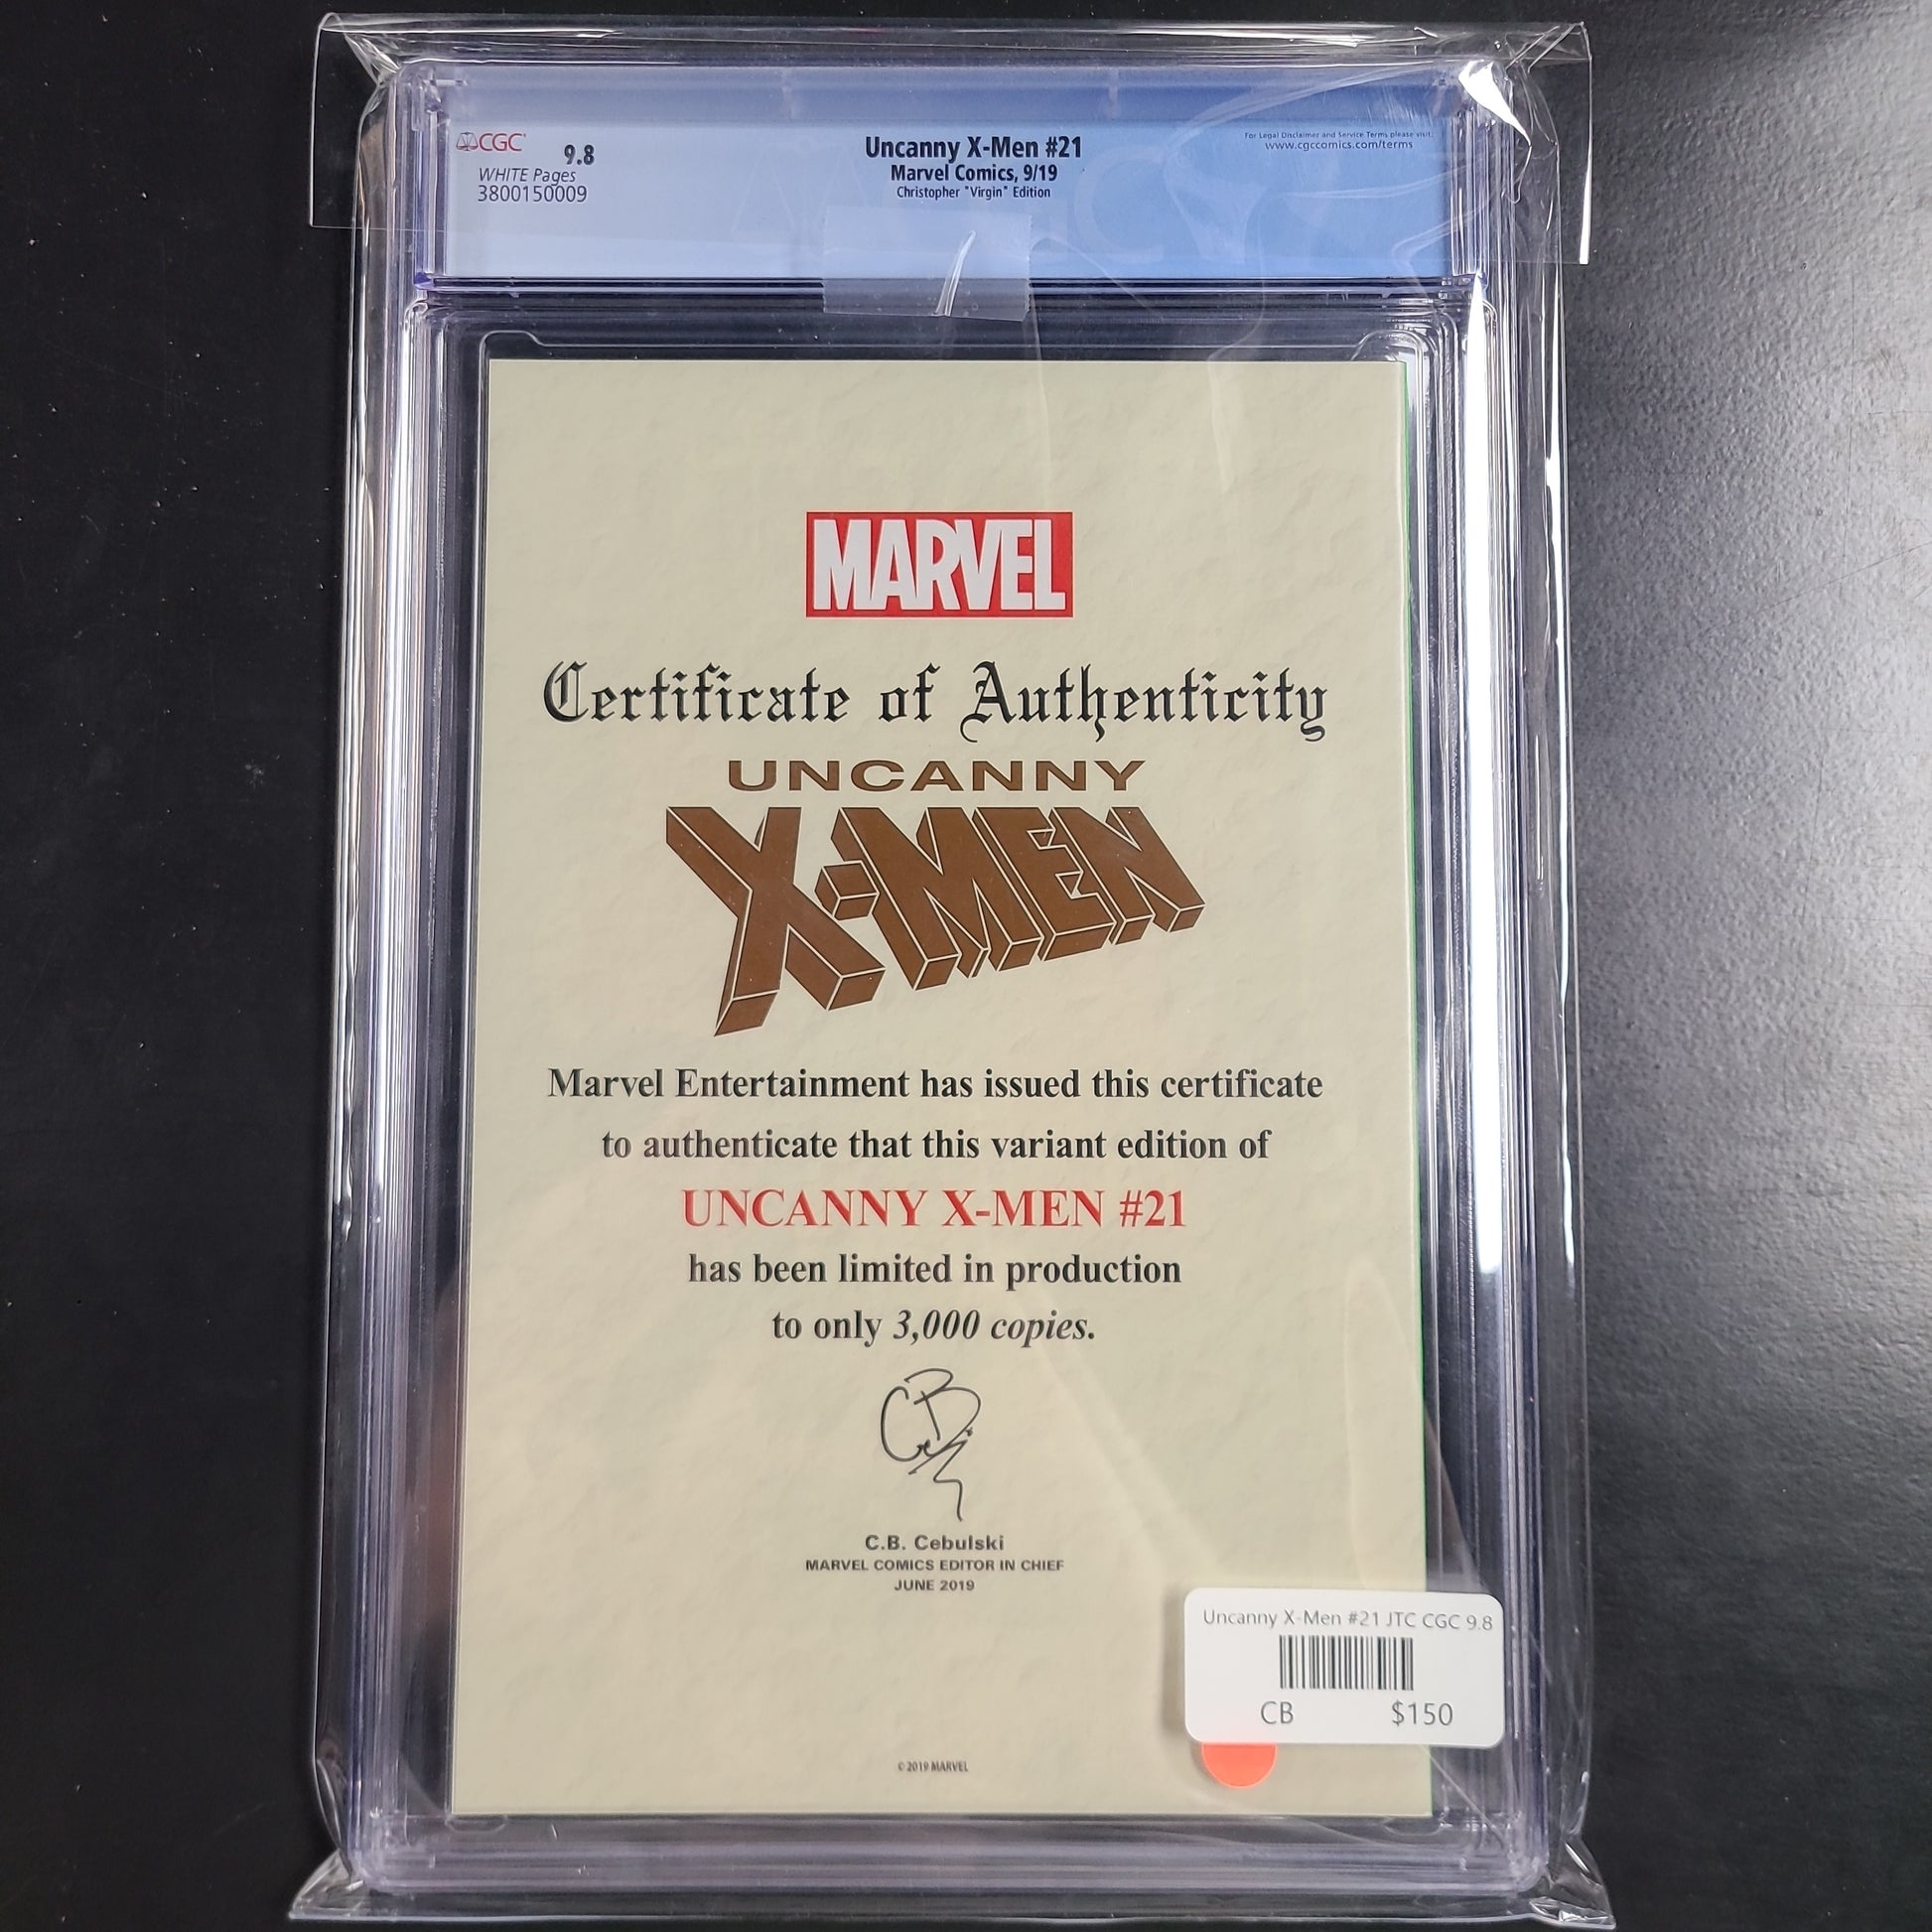 CGC
9.8
WHITE Pages
3800150009
Uncanny X-Men #21
Marvel Comics, 9/19
Christopher "Virgin" Edition
For Legal Disclaimer and Service Terms please visit:
www.cgccomics.com/terms
MARVEL
Certificate of Authenticity
UNCANNY
X-MEN
Marvel Entertainment has issued this certificate
to authenticate that this variant edition of
UNCANNY X-MEN #21
has been limited in production
to only 3,000 copies.
C.B. Cebulski
MARVEL COMICS EDITOR IN CHIEF
JUNE 2019
Uncanny X-Men #21 JTC CGC 9.8
CB $150
© 2019 MARVEL